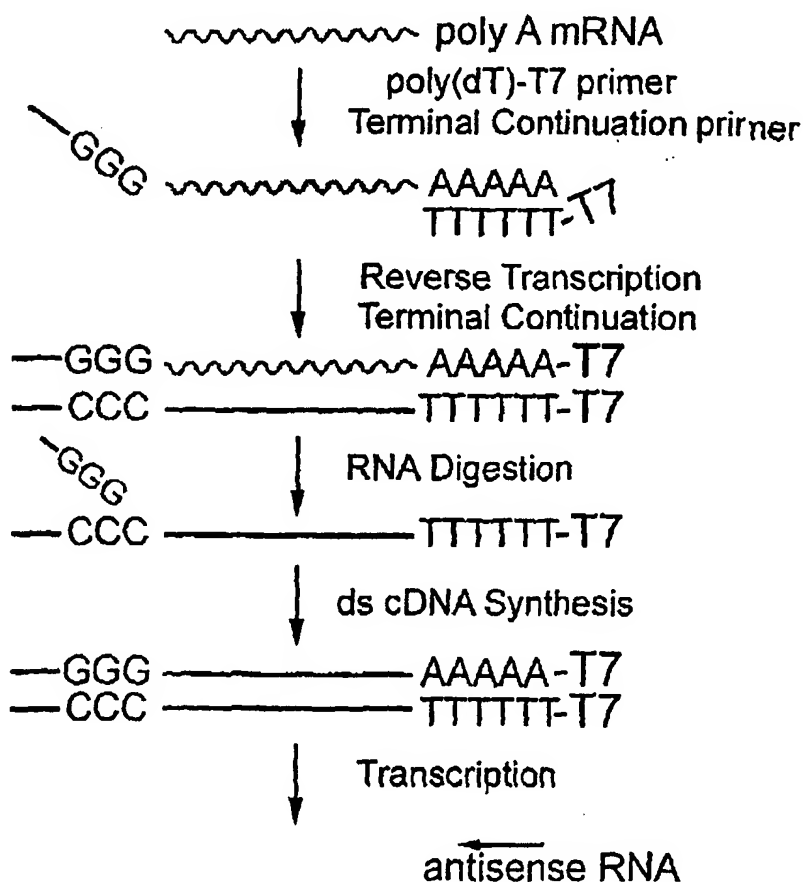 poly A mRNA
poly(dT)-T7 primer
Terminal Continuation primer
GGG
AAAAA
TTTTTT-T7
Reverse Transcription
Terminal Continuation
GGG AAAAA-T7
CCC TTTTTT-T7
GGG
RNA Digestion
CCC TTTTTT-T7
ds cDNA Synthesis
GGG AAAAA-T7
CCC TTTTTT-T7
Transcription
antisense RNA